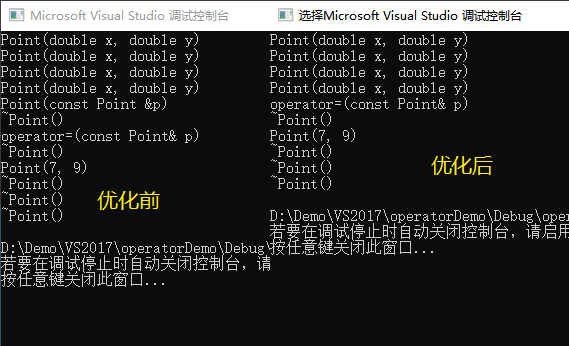 Microsoft Visual Studio 调试控制台
Point(double x, double y)
Point(double x, double y)
Point(double x, double y)
Point(double x, double y)
Point(const Point &p)
~Point()
operator=(const Point& p)
~Point()
Point(7, 9)
~Point()
~Point()
~Point()
优化前
D:\Demo\VS2017\operatorDemo\Debug\
若要在调试停止时自动关闭控制台，请
按任意键关闭此窗口...
选择Microsoft Visual Studio 调试控制台
Point(double x, double y)
Point(double x, double y)
Point(double x, double y)
Point(double x, double y)
operator=(const Point& p)
~Point()
Point(7, 9)
~Point()
~Point()
~Point()
优化后
D:\Demo\VS2017\operatorDemo\Debug\ope
若要在调试停止时自动关闭控制台，请启用
按任意键关闭此窗口...